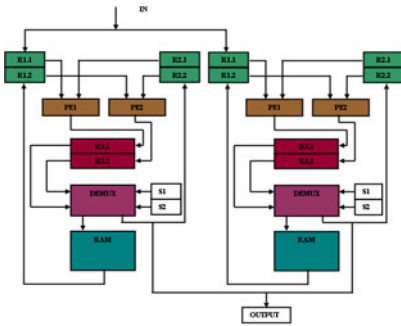 IN
R1.1
R2.1
R1.1
R2.1
R1.2
R2.2
R1.2
R2.2
PE1
PE2
PE1
PE2
R3.1
R3.1
R3.2
R3.2
DEMUX
S1
DEMUX
S1
S2
S2
RAM
RAM
OUTPUT